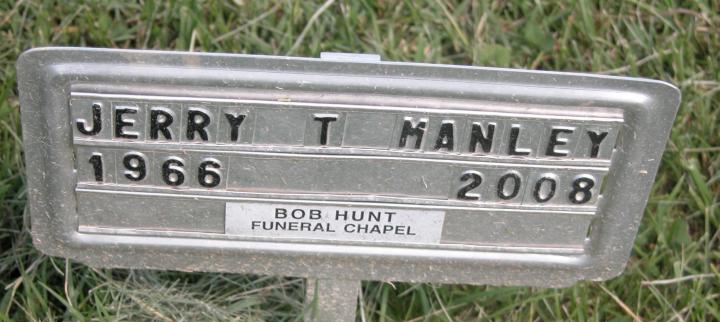 JERRY T MANLEY
1966 2008
BOB HUNT
FUNERAL CHAPEL